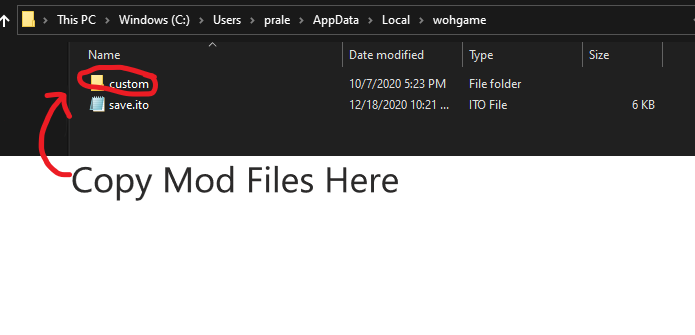 This PC > Windows (C:) > Users > prale > AppData > Local > wohgame
Name Date modified Type Size
custom 10/7/2020 5:23 PM File folder
save.ito 12/18/2020 10:21 ... ITO File 6 KB
Copy Mod Files Here